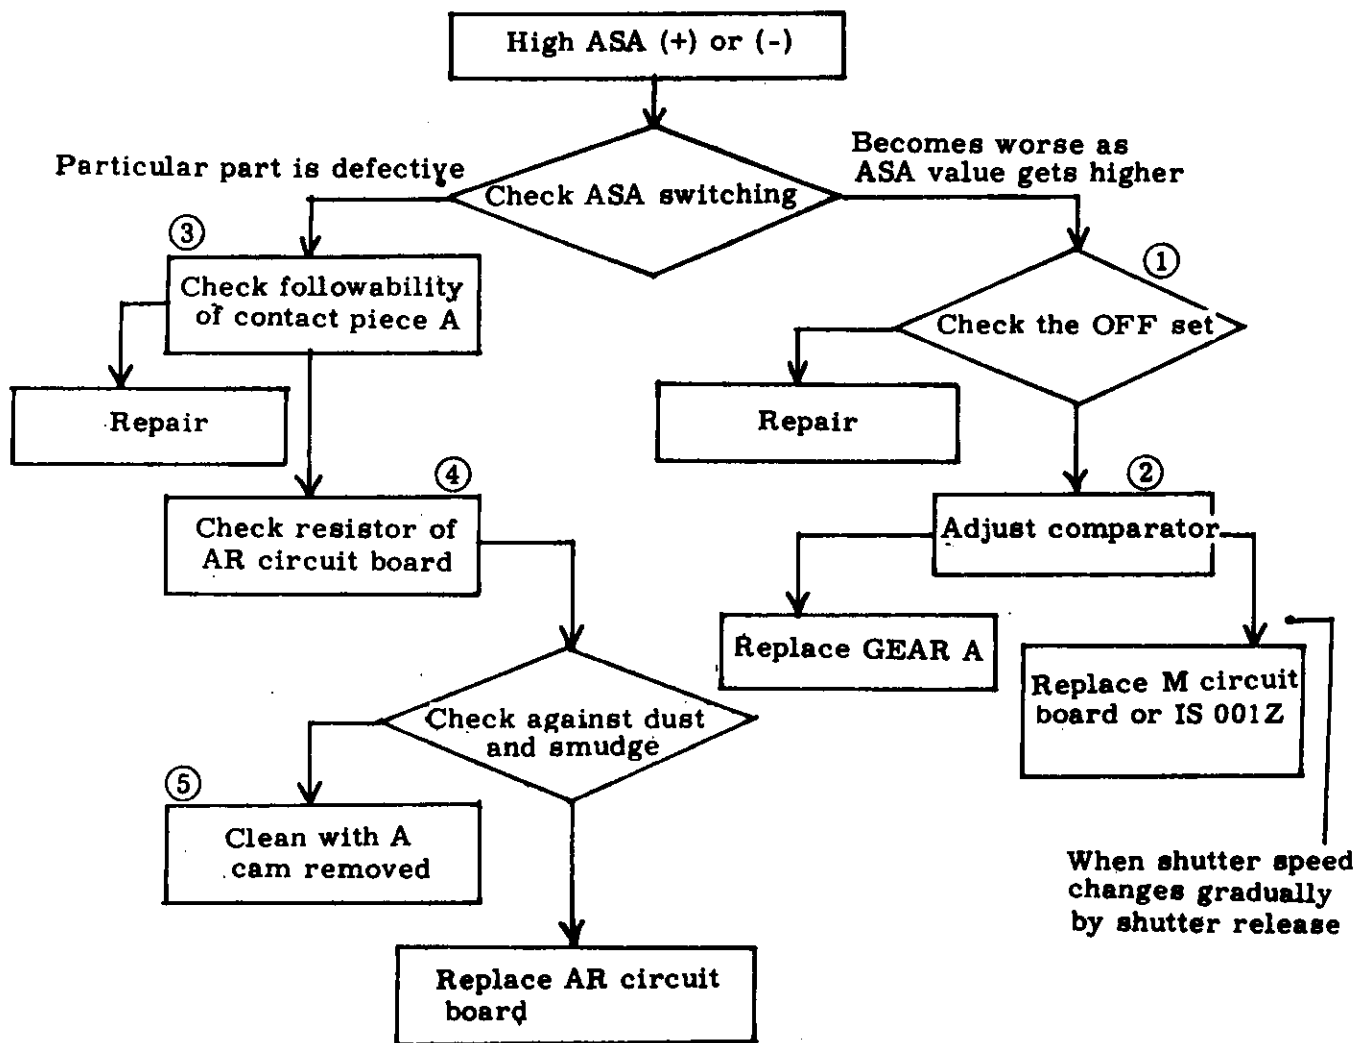 High ASA (+) or (-)
Particular part is defective
Check ASA switching
Becomes worse as
ASA value gets higher
③
Check followability
of contact piece A
Repair
①
Check the OFF set
Repair
④
Check resistor of
AR circuit board
②
Adjust comparator
Replace GEAR A
Replace M circuit
board or IS 001Z
When shutter speed
changes gradually
by shutter release
Check against dust
and smudge
⑤
Clean with A
cam removed
Replace AR circuit
board